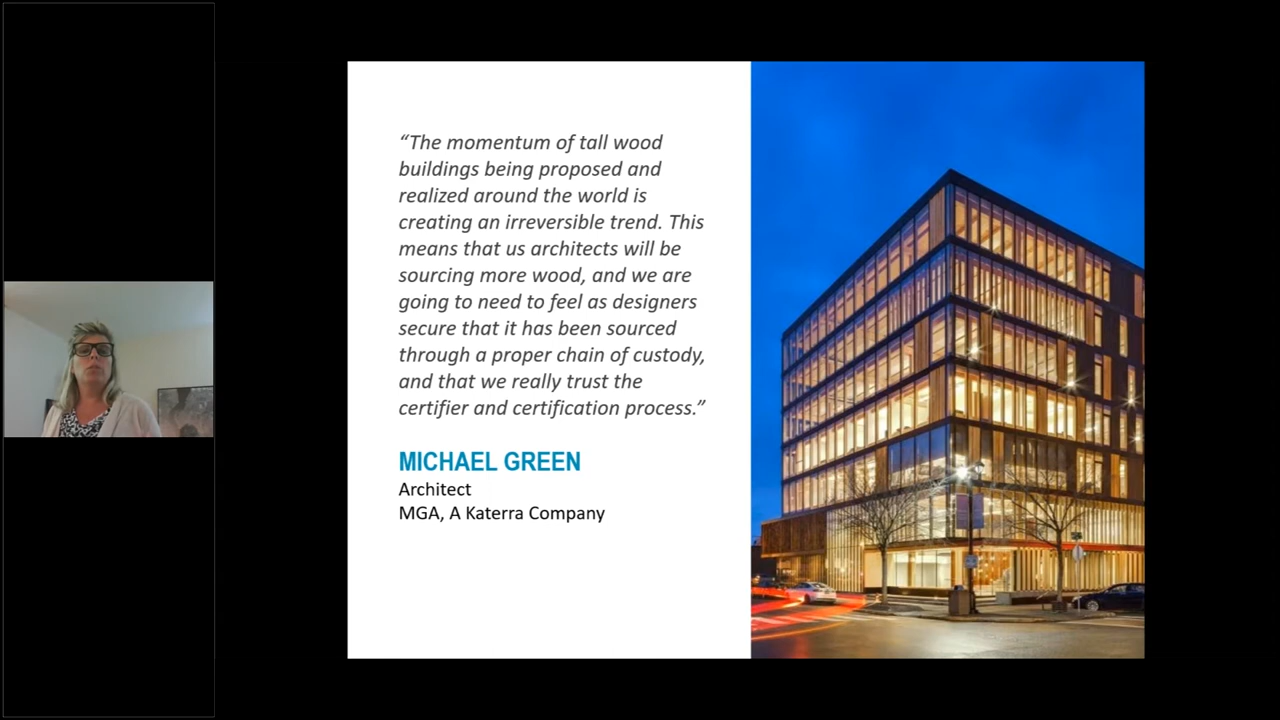 “The momentum of tall wood
buildings being proposed and
realized around the world is
creating an irreversible trend. This
means that us architects will be
sourcing more wood, and we are
going to need to feel as designers
secure that it has been sourced
through a proper chain of custody,
and that we really trust the
certifier and certification process.”
MICHAEL GREEN
Architect
MGA, A Katerra Company